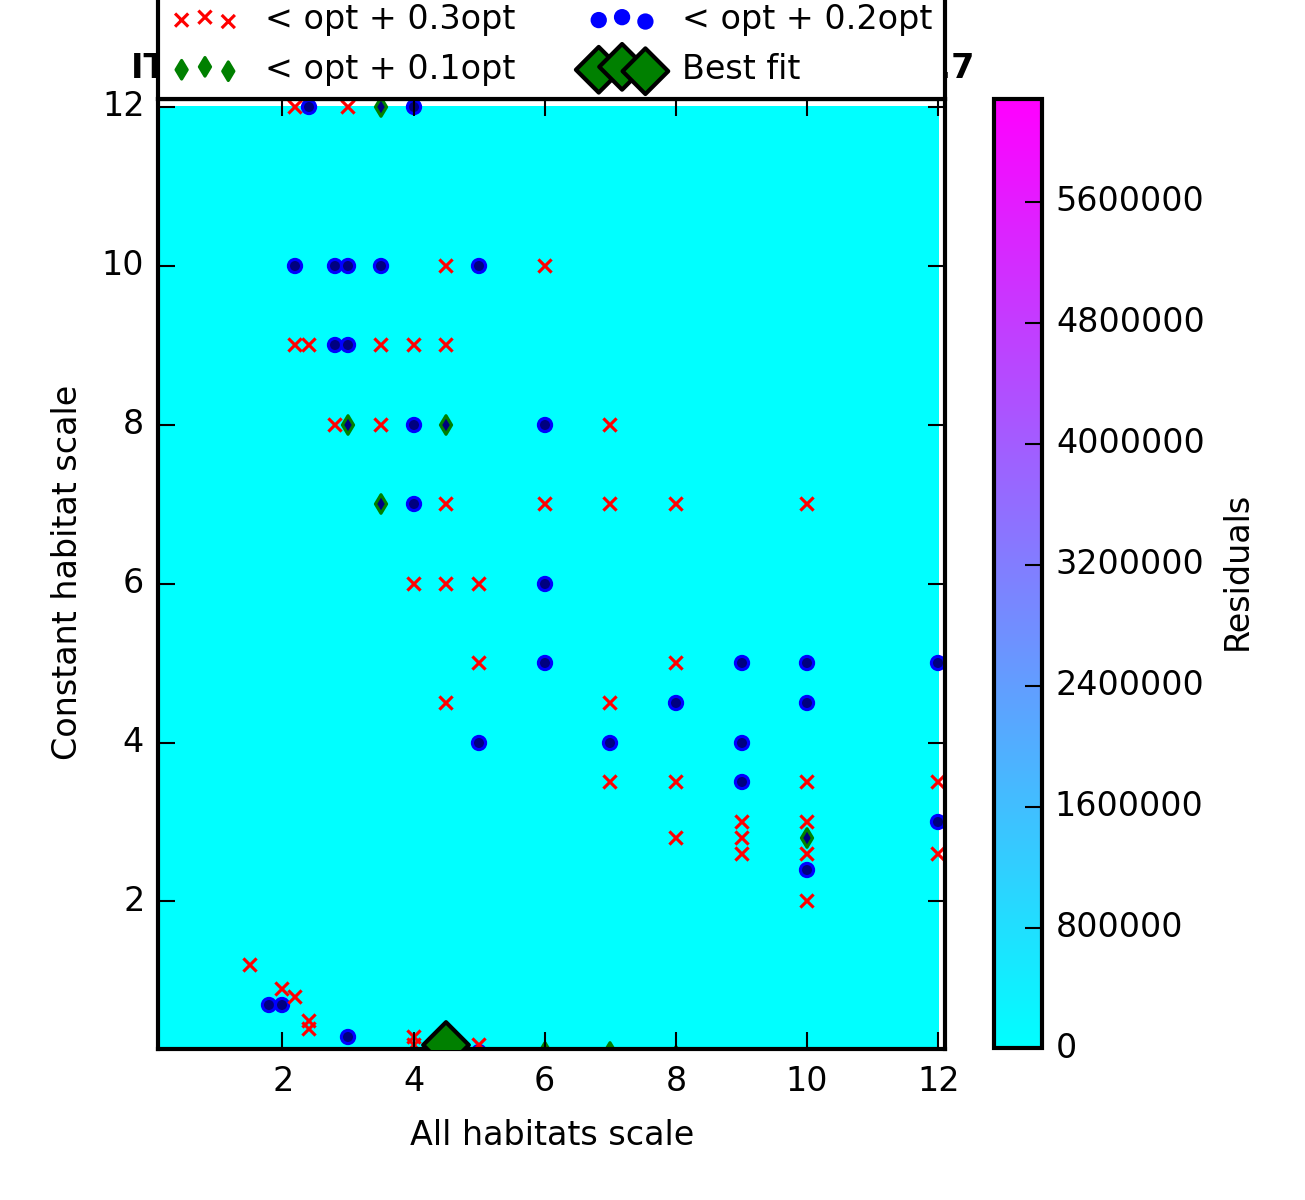 < opt + 0.3opt
< opt + 0.2opt
< opt + 0.1opt
Best fit
12
10
8
6
4
2
Constant habitat scale
2 4 6 8 10 12
All habitats scale
5600000
4800000
4000000
3200000
2400000
1600000
800000
0
Residuals